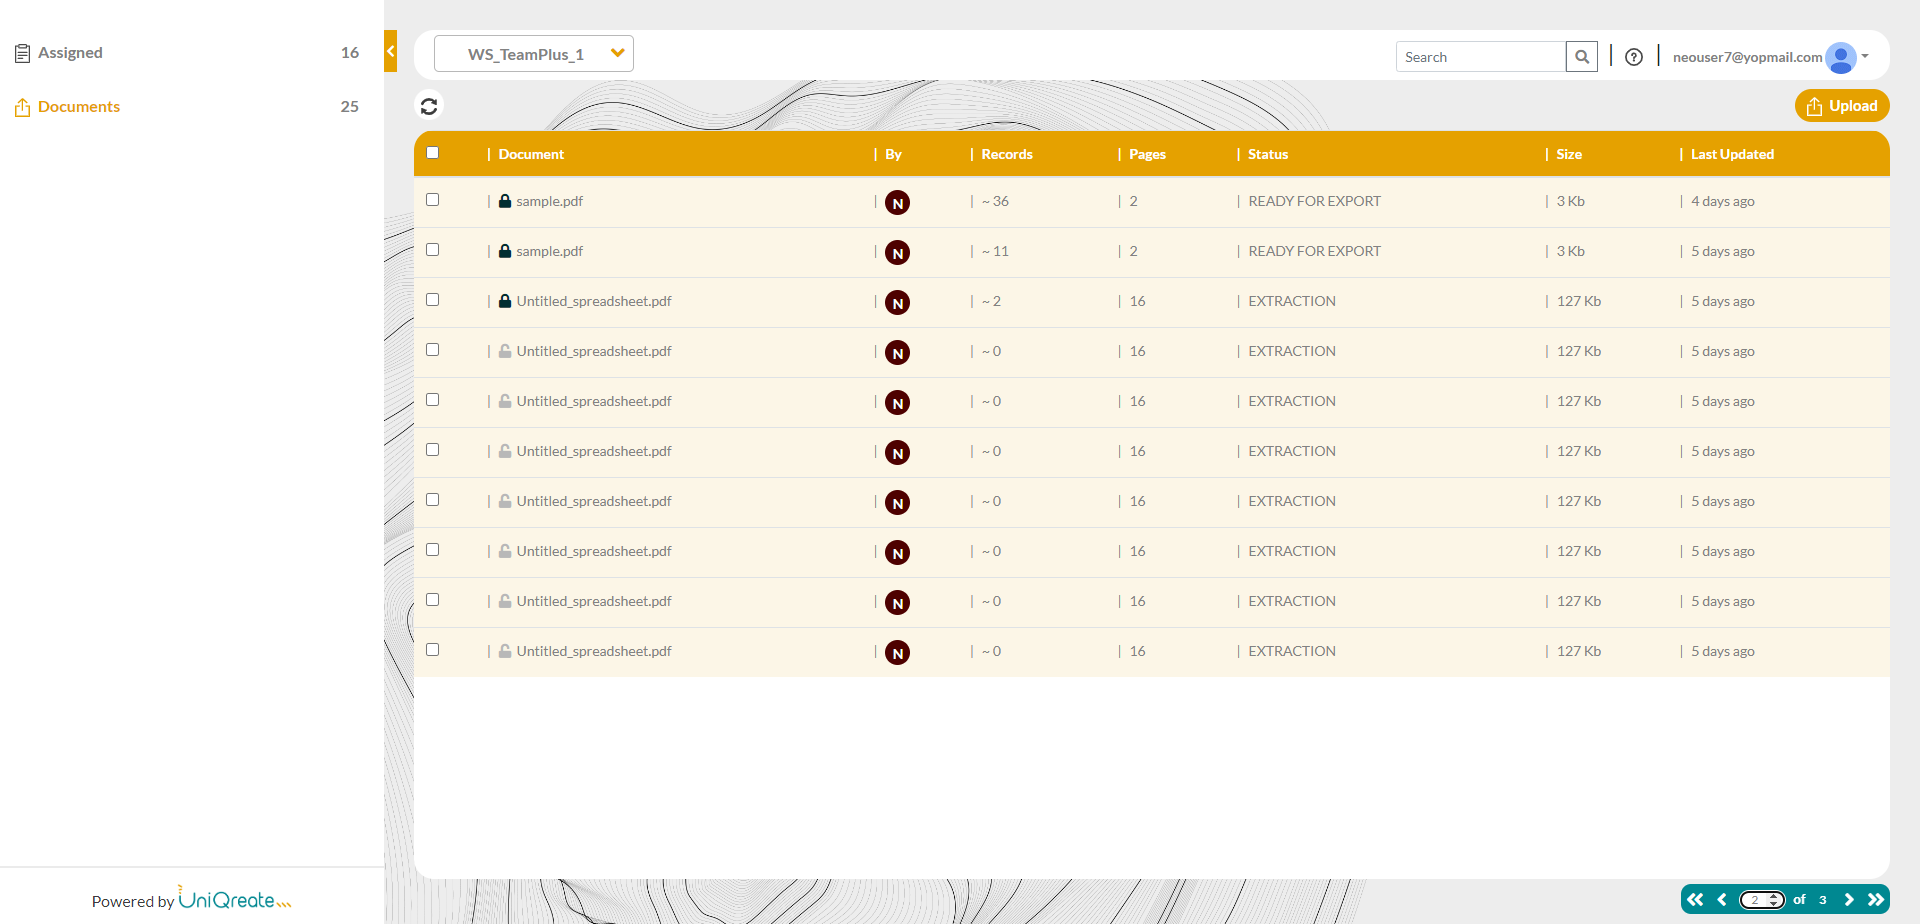 Assigned 16
Documents 25
WS_TeamPlus_1
Search
neouser7@yopmail.com
Upload
| Document | By | Records | Pages | Status | Size | Last Updated
| sample.pdf | N | ~ 36 | 2 | READY FOR EXPORT | 3 Kb | 4 days ago
| sample.pdf | N | ~ 11 | 2 | READY FOR EXPORT | 3 Kb | 5 days ago
| Untitled_spreadsheet.pdf | N | ~ 2 | 16 | EXTRACTION | 127 Kb | 5 days ago
| Untitled_spreadsheet.pdf | N | ~ 0 | 16 | EXTRACTION | 127 Kb | 5 days ago
| Untitled_spreadsheet.pdf | N | ~ 0 | 16 | EXTRACTION | 127 Kb | 5 days ago
| Untitled_spreadsheet.pdf | N | ~ 0 | 16 | EXTRACTION | 127 Kb | 5 days ago
| Untitled_spreadsheet.pdf | N | ~ 0 | 16 | EXTRACTION | 127 Kb | 5 days ago
| Untitled_spreadsheet.pdf | N | ~ 0 | 16 | EXTRACTION | 127 Kb | 5 days ago
| Untitled_spreadsheet.pdf | N | ~ 0 | 16 | EXTRACTION | 127 Kb | 5 days ago
| Untitled_spreadsheet.pdf | N | ~ 0 | 16 | EXTRACTION | 127 Kb | 5 days ago
Powered by UniQreate
2 of 3